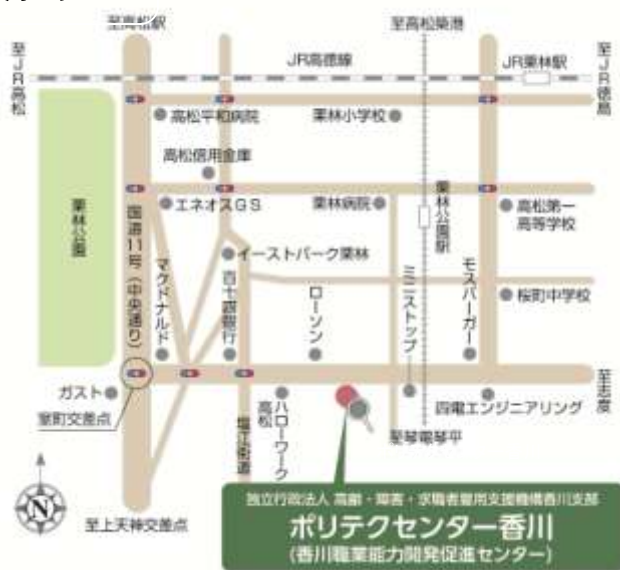 至高松駅
至高松築港
至JR高松
JR高徳線
JR栗林駅
至JR徳島
高松平和病院
栗林小学校
高松信用金庫
栗林公園
国道11号(中央通り)
エネオスGS
栗林病院
栗林公園駅
高松第一
高等学校
イーストパーク栗林
マクドナルド
百十四銀行
ローソン
ミニストップ
モスバーガー
桜町中学校
至志度
ガスト
室町交差点
塩江街道
ハローワーク
高松
四電エンジニアリング
至琴電琴平
N
至上天神交差点
独立行政法人 高齢・障害・求職者雇用支援機構香川支部
ポリテクセンター香川
(香川職業能力開発促進センター)